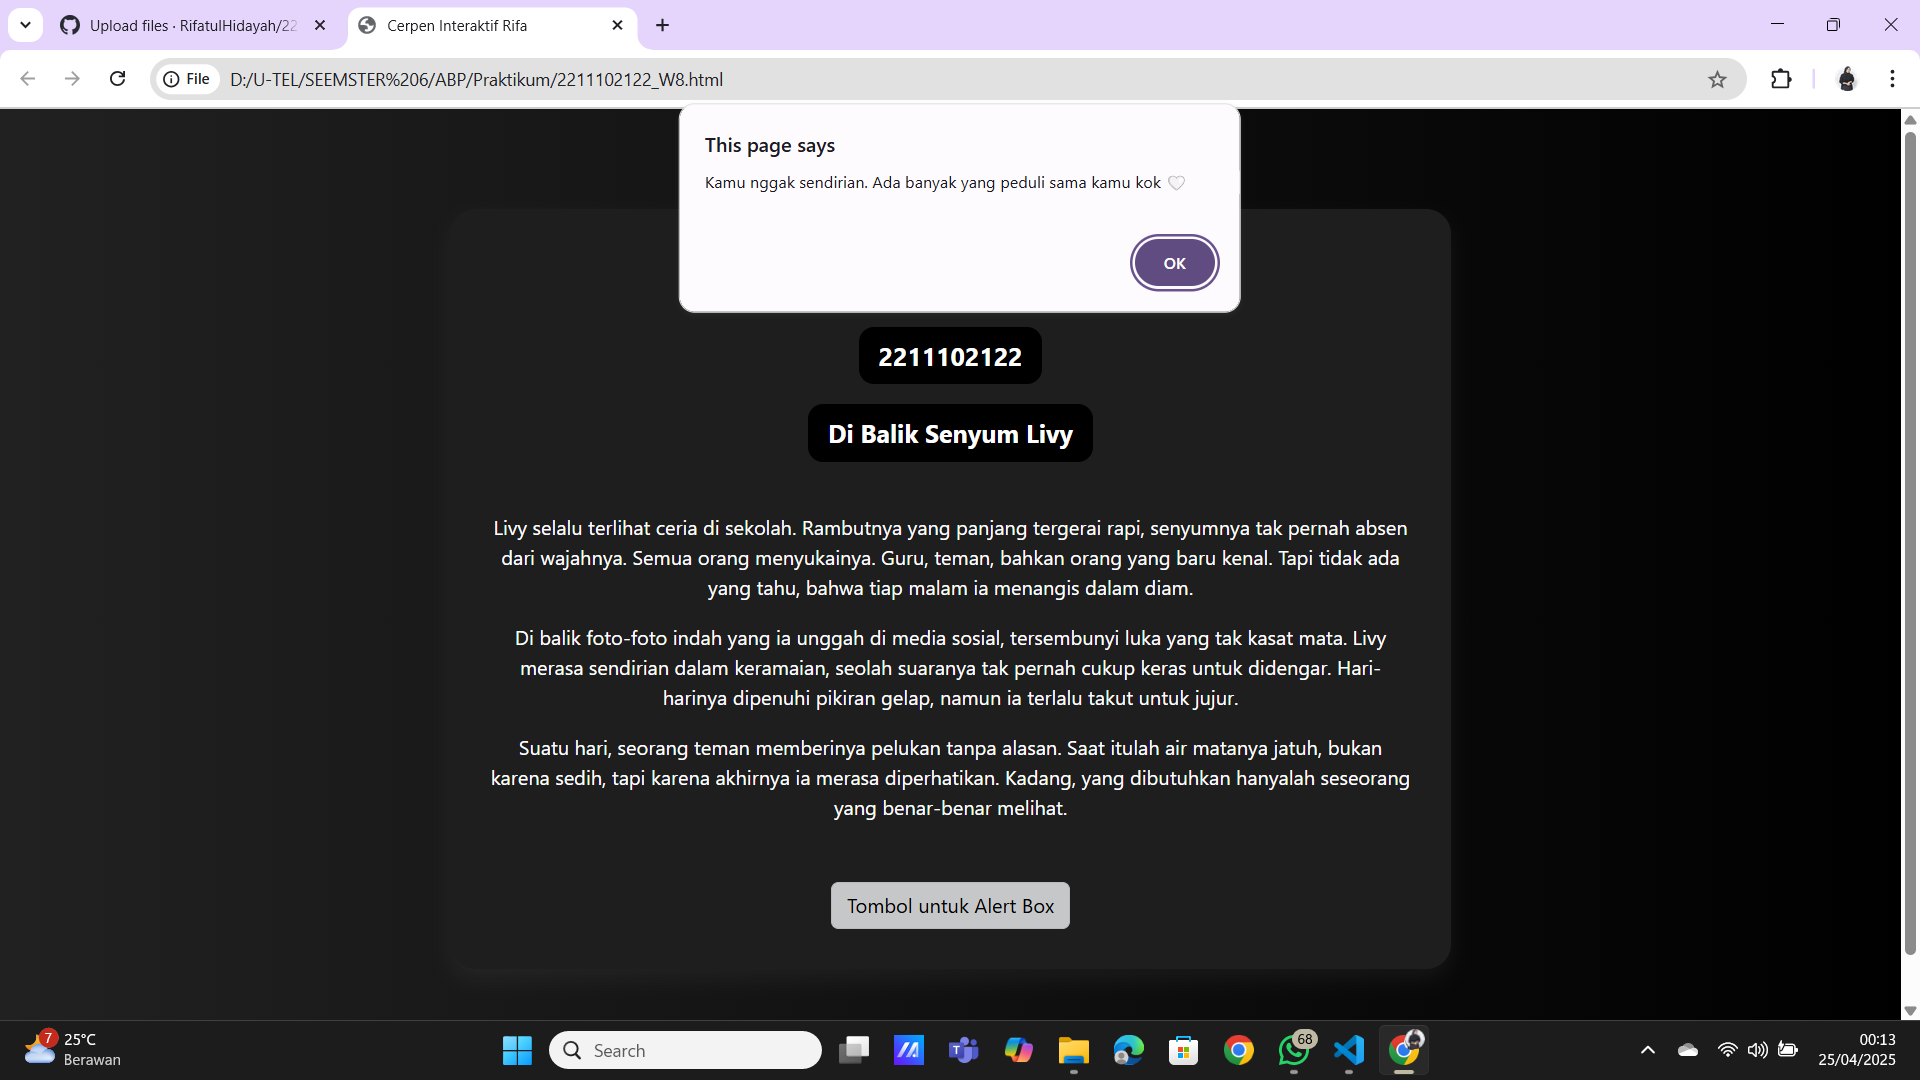 Upload files · RifatulHidayah/22
Cerpen Interaktif Rifa
File
D:/U-TEL/SEEMSTER%206/ABP/Praktikum/2211102122_W8.html
This page says
Kamu nggak sendirian. Ada banyak yang peduli sama kamu kok 🤍
OK
2211102122
Di Balik Senyum Livy
Livy selalu terlihat ceria di sekolah. Rambutnya yang panjang tergerai rapi, senyumnya tak pernah absen
dari wajahnya. Semua orang menyukainya. Guru, teman, bahkan orang yang baru kenal. Tapi tidak ada
yang tahu, bahwa tiap malam ia menangis dalam diam.
Di balik foto-foto indah yang ia unggah di media sosial, tersembunyi luka yang tak kasat mata. Livy
merasa sendirian dalam keramaian, seolah suaranya tak pernah cukup keras untuk didengar. Hari-
harinya dipenuhi pikiran gelap, namun ia terlalu takut untuk jujur.
Suatu hari, seorang teman memberinya pelukan tanpa alasan. Saat itulah air matanya jatuh, bukan
karena sedih, tapi karena akhirnya ia merasa diperhatikan. Kadang, yang dibutuhkan hanyalah seseorang
yang benar-benar melihat.
Tombol untuk Alert Box
7
25°C
Berawan
Search
68
00:13
25/04/2025